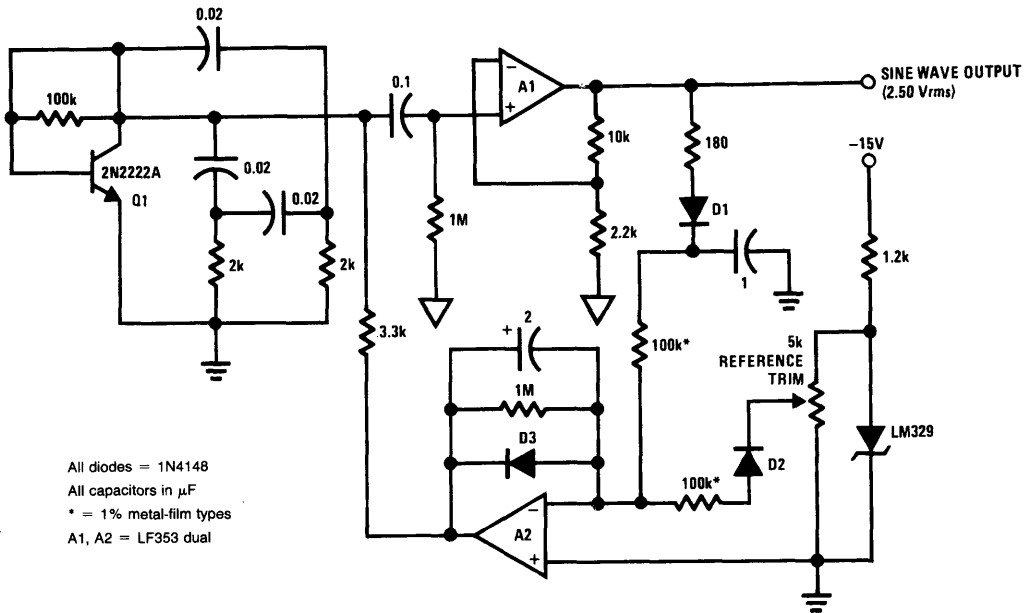 0.02
100k
2N2222A
Q1
0.02
0.02
2k
2k
0.1
1M
3.3k
−
A1
+
10k
2.2k
180
D1
1
SINE WAVE OUTPUT
(2.50 Vrms)
−15V
1.2k
5k
REFERENCE
TRIM
LM329
D2
100k*
100k*
+
2
1M
D3
−
A2
+
All diodes = 1N4148
All capacitors in μF
* = 1% metal-film types
A1, A2 = LF353 dual